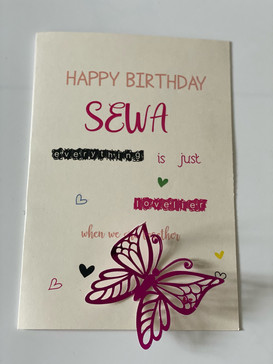 HAPPY BIRTHDAY
SEWA
everything is just
lovelier
when we